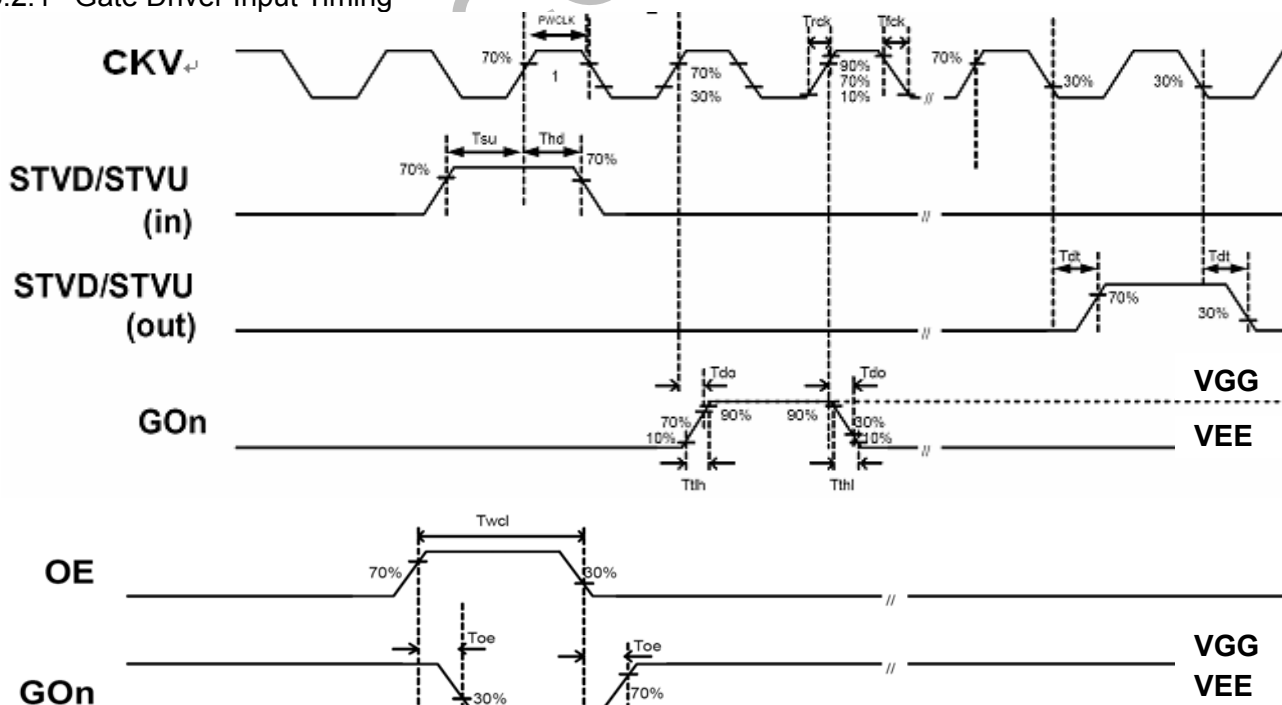 .2.1 Gate Driver Input Timing
PWCLK
Trck
Tfck
CKV↵
70%
1
70%
30%
90%
70%
10%
70%
30%
30%
//
Tsu
Thd
STVD/STVU
(in)
70%
70%
//
STVD/STVU
(out)
Tdt
Tdt
70%
30%
//
Tdo
Tdo
VGG
GOn
70%
10%
90%
90%
30%
10%
VEE
//
Ttlh
Tthl
Twcl
OE
70%
30%
//
Toe
Toe
VGG
GOn
30%
70%
VEE
//